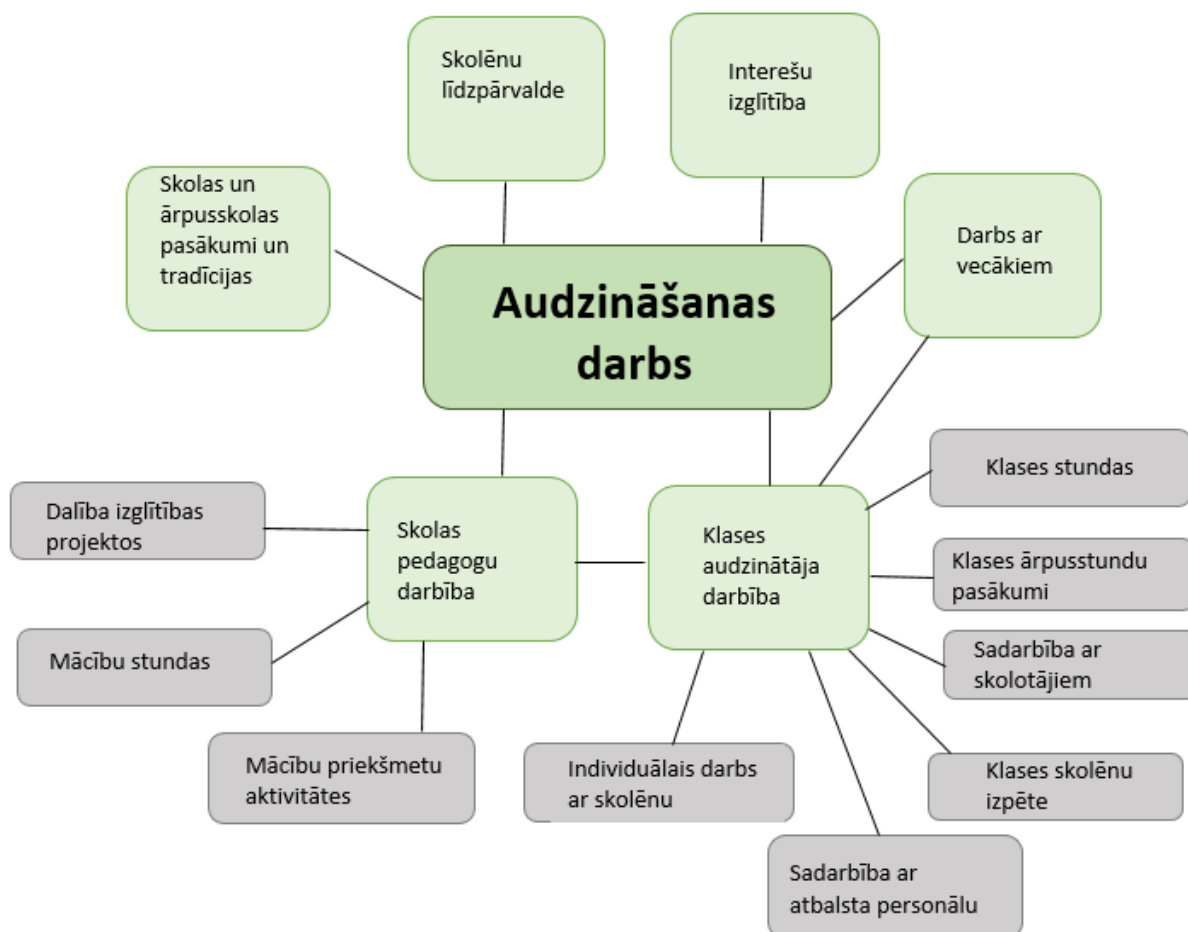 Skolēnu
līdzpārvalde
Interešu
izglītība
Skolas un
ārpusskolas
pasākumi un
tradīcijas
Darbs ar
vecākiem
Audzināšanas
darbs
Klases stundas
Dalība izglītības
projektos
Skolas
pedagogu
darbība
Klases
audzinātāja
darbība
Klases ārpusstundu
pasākumi
Mācību stundas
Sadarbība ar
skolotājiem
Mācību priekšmetu
aktivitātes
Individuālais darbs
ar skolēnu
Klases skolēnu
izpēte
Sadarbība ar
atbalsta personālu